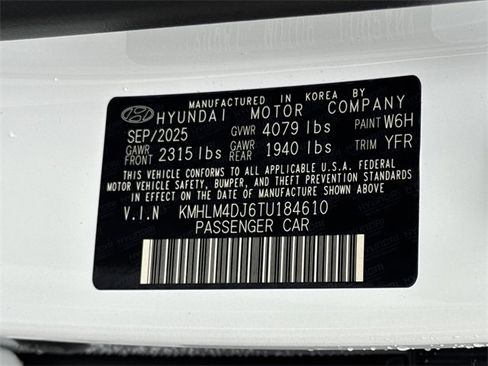 MANUFACTURED IN KOREA BY
HYUNDAI MOTOR COMPANY
SEP/2025 GVWR 4079 lbs PAINT W6H
GAWR FRONT 2315 lbs GAWR REAR 1940 lbs TRIM YFR
THIS VEHICLE CONFORMS TO ALL APPLICABLE U.S.A. FEDERAL
MOTOR VEHICLE SAFETY, BUMPER, AND THEFT PREVENTION STANDARDS
IN EFFECT ON THE DATE OF MANUFACTURE SHOWN ABOVE.
V.I.N KMHLM4DJ6TU184610
PASSENGER CAR